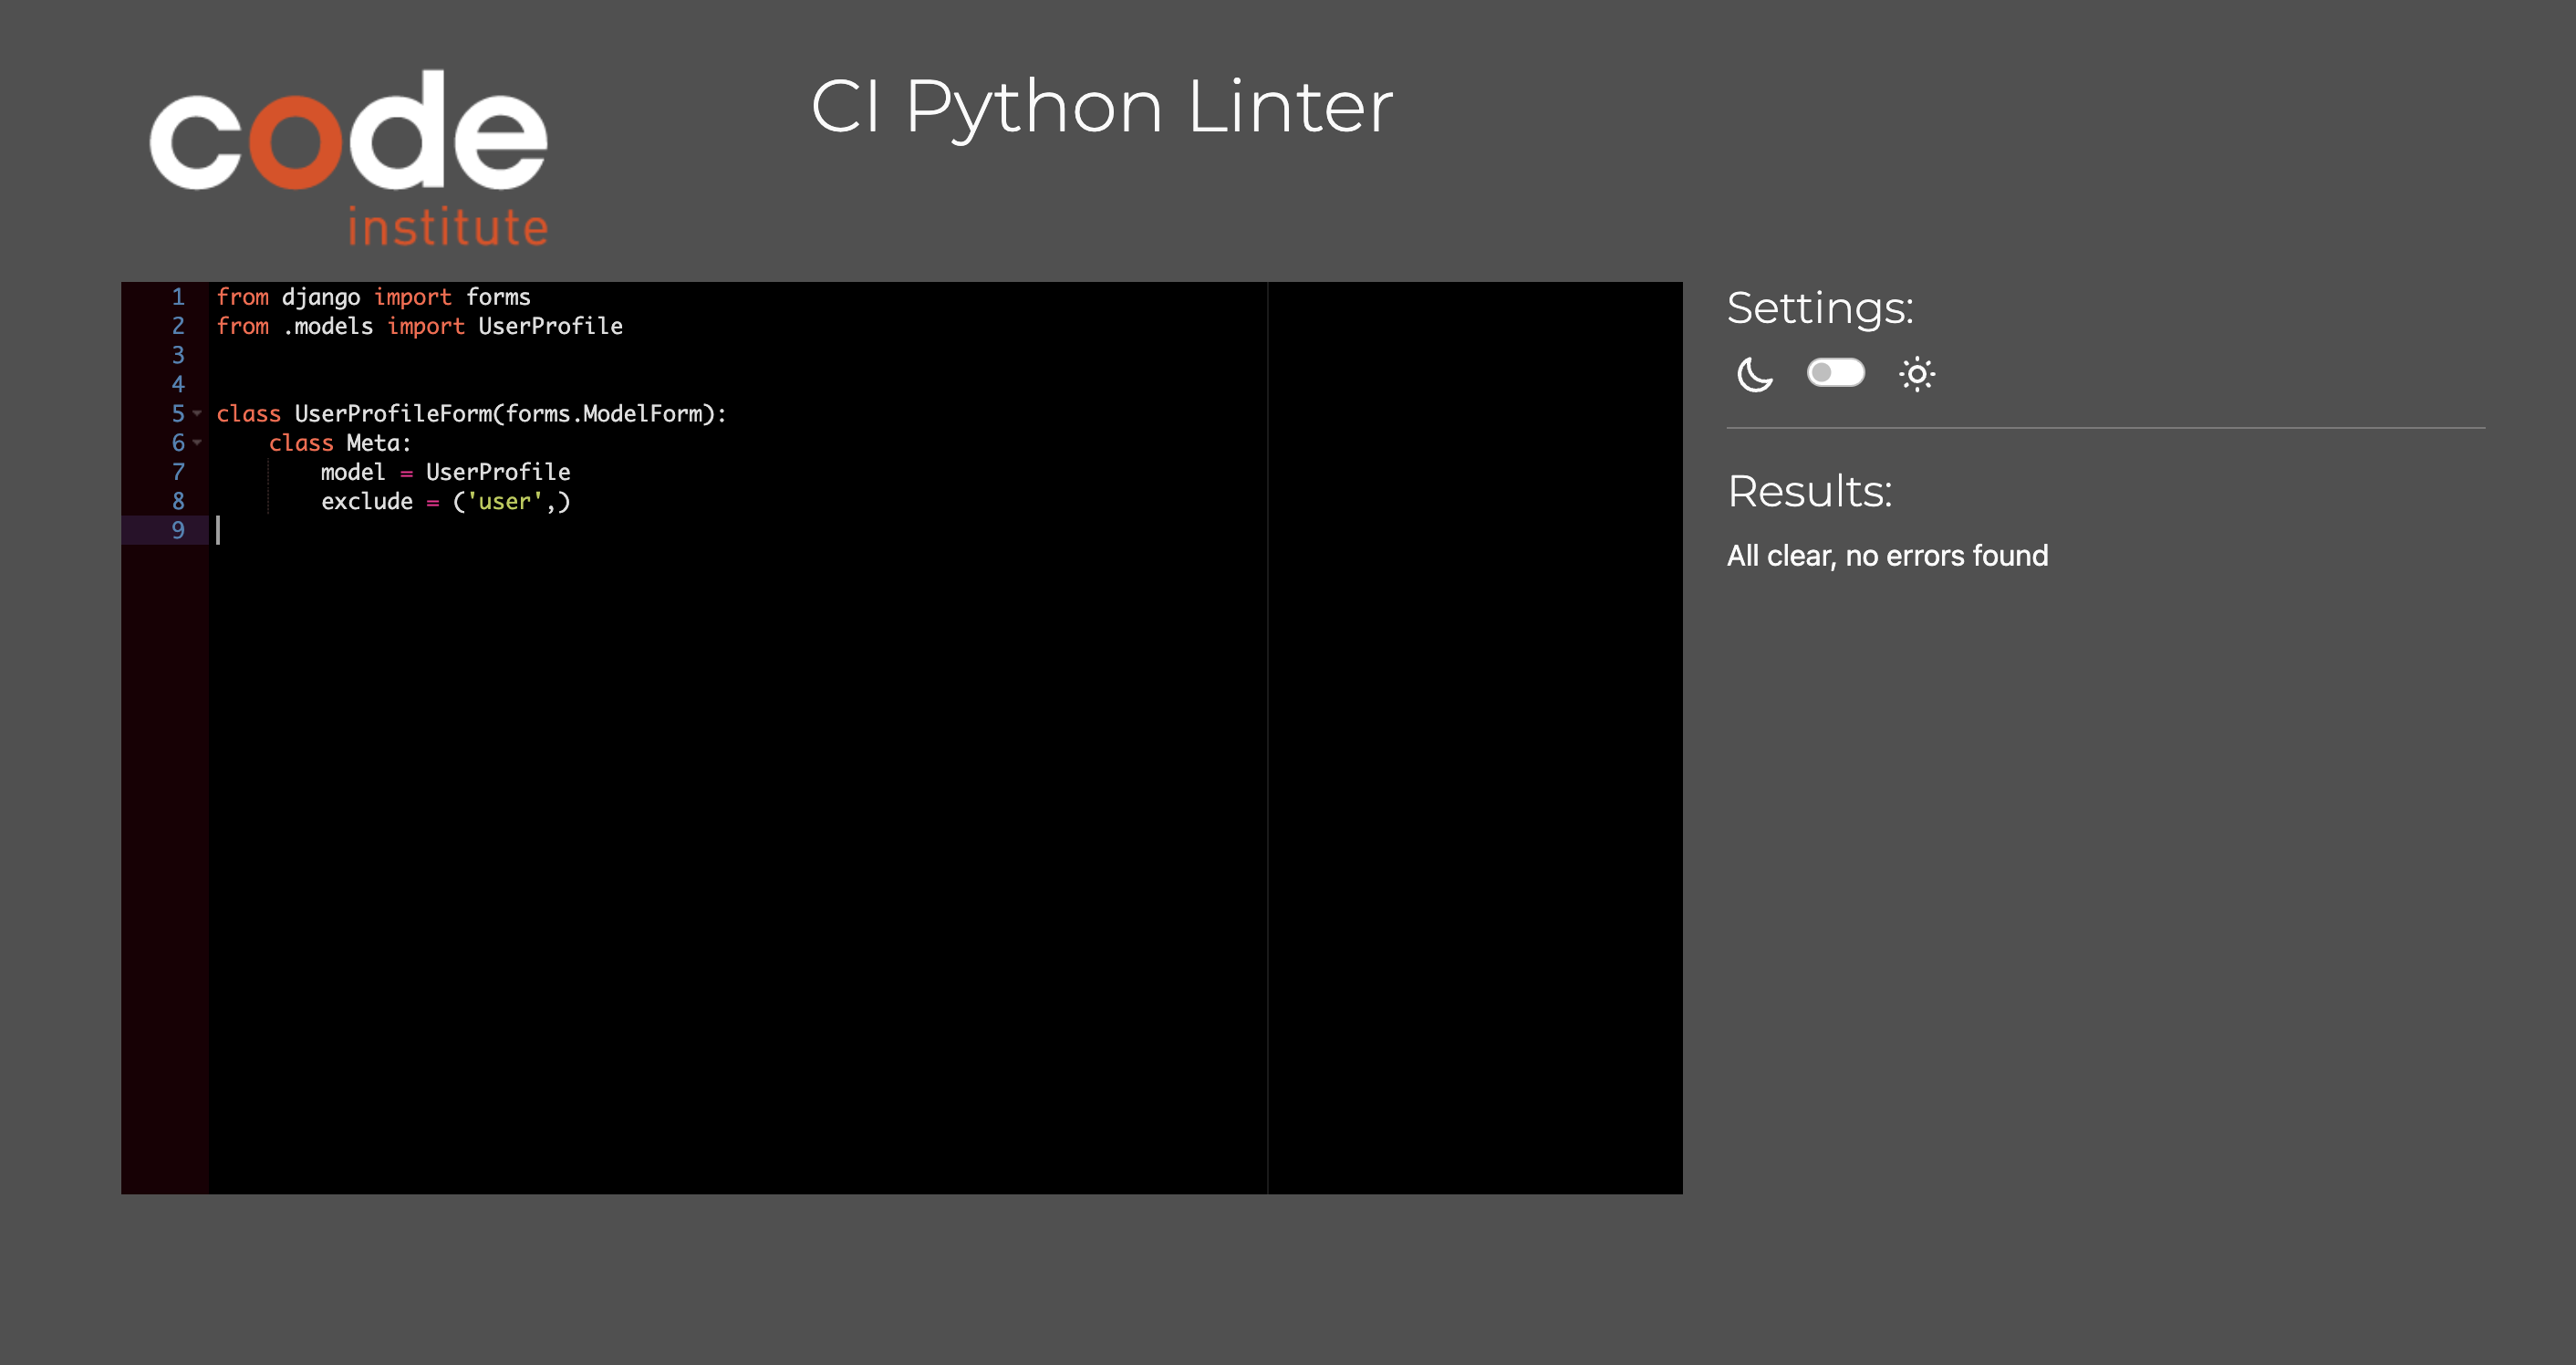 code
institute
CI Python Linter
1 from django import forms
2 from .models import UserProfile
3
4
5 class UserProfileForm(forms.ModelForm):
6     class Meta:
7         model = UserProfile
8         exclude = ('user',)
9
Settings:
Results:
All clear, no errors found